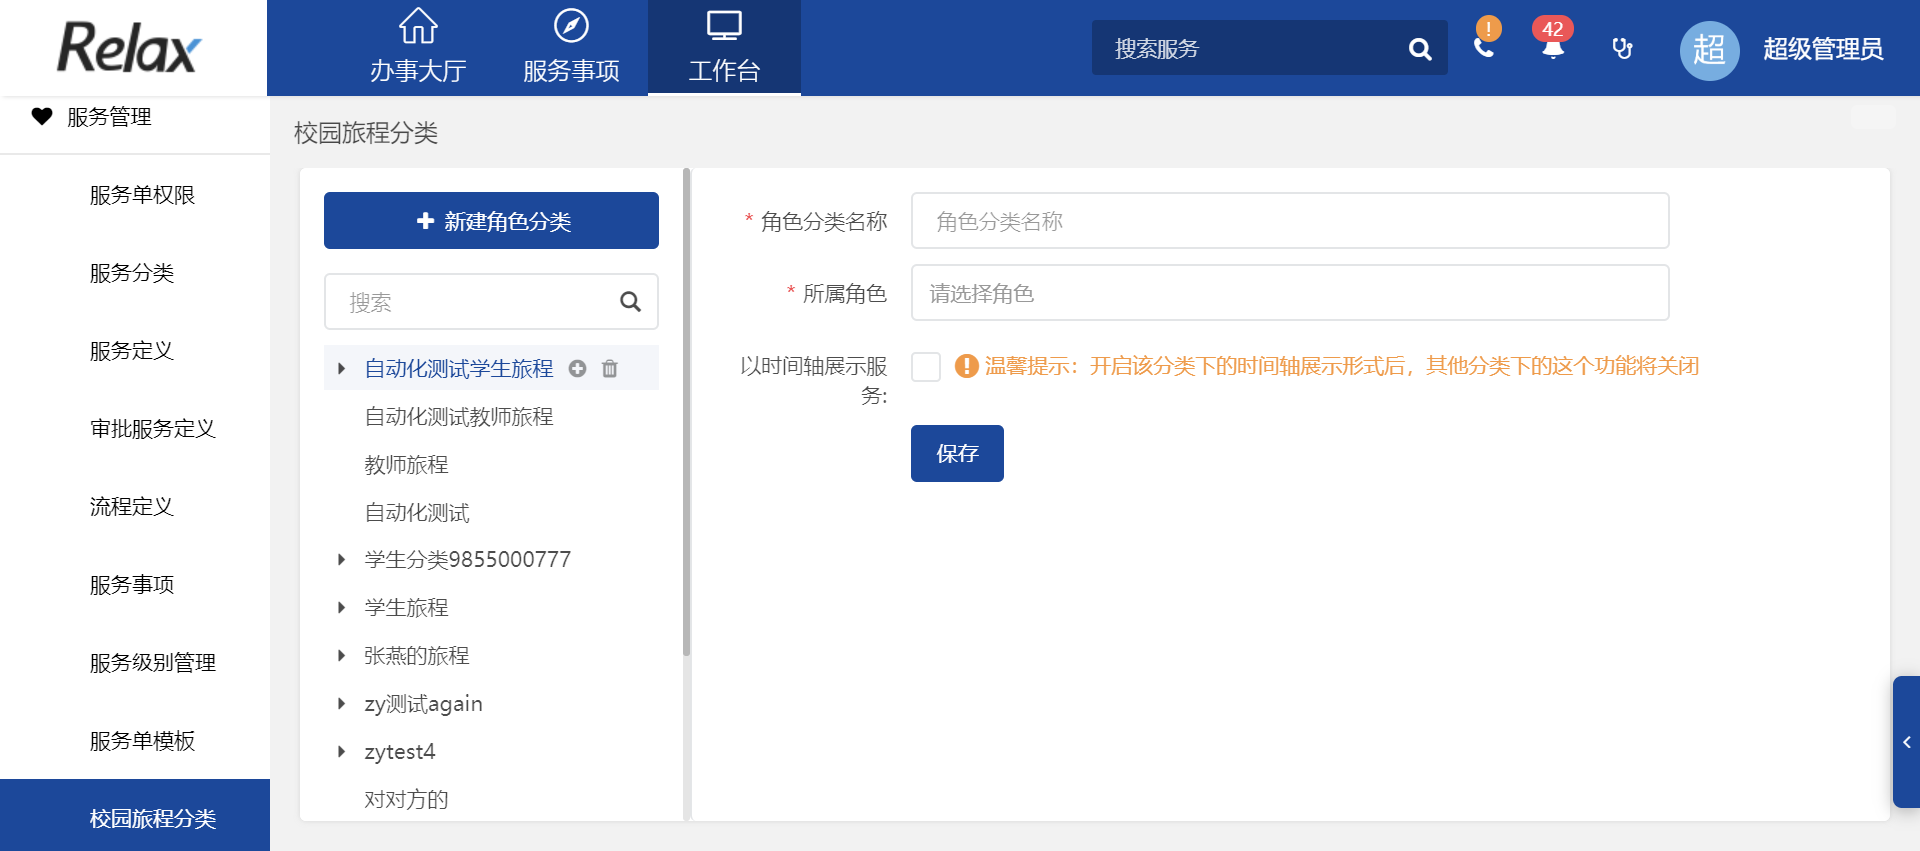 Relax
办事大厅
服务事项
工作台
搜索服务
!
42
超
超级管理员
服务管理
服务单权限
服务分类
服务定义
审批服务定义
流程定义
服务事项
服务级别管理
服务单模板
校园旅程分类
校园旅程分类
新建角色分类
搜索
自动化测试学生旅程
自动化测试教师旅程
教师旅程
自动化测试
学生分类9855000777
学生旅程
张燕的旅程
zy测试again
zytest4
对对方的
* 角色分类名称
角色分类名称
* 所属角色
请选择角色
以时间轴展示服
务:
温馨提示：开启该分类下的时间轴展示形式后，其他分类下的这个功能将关闭
保存